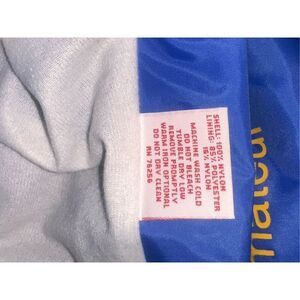 SHELL: 100% NYLON
LINING: 85% POLYESTER
15% NYLON
MACHINE WASH COLD
DO NOT BLEACH
TUMBLE DRY LOW
REMOVE PROMPTLY
WARM IRON OPTIONAL
DO NOT DRY CLEAN
RN 76256